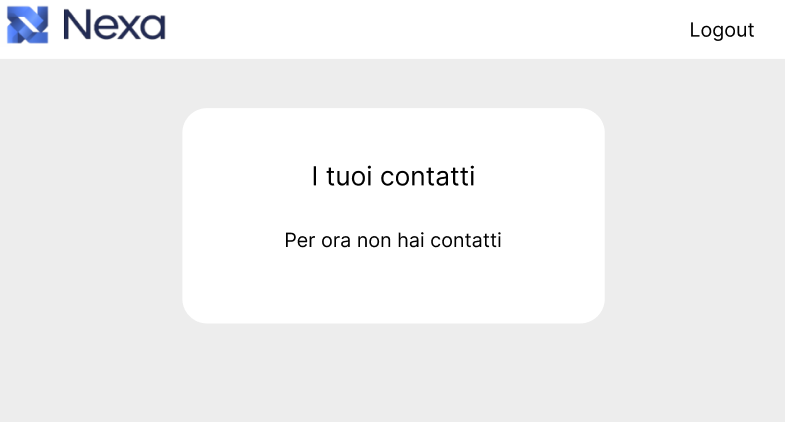 Nexa
Logout
I tuoi contatti
Per ora non hai contatti